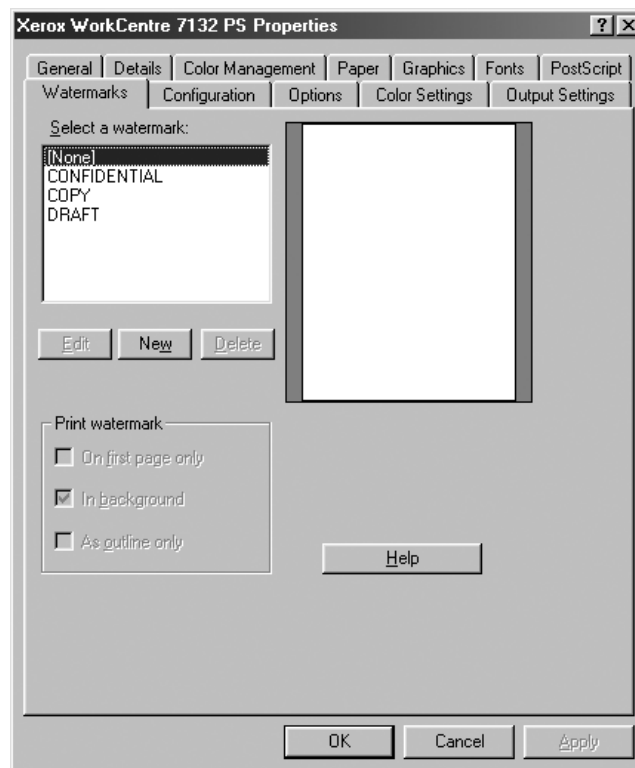 Xerox WorkCentre 7132 PS Properties ? X
General Details Color Management Paper Graphics Fonts PostScript
Watermarks Configuration Options Color Settings Output Settings
Select a watermark:
[None]
CONFIDENTIAL
COPY
DRAFT
Edit New Delete
Print watermark
On first page only
In background
As outline only
Help
OK Cancel Apply